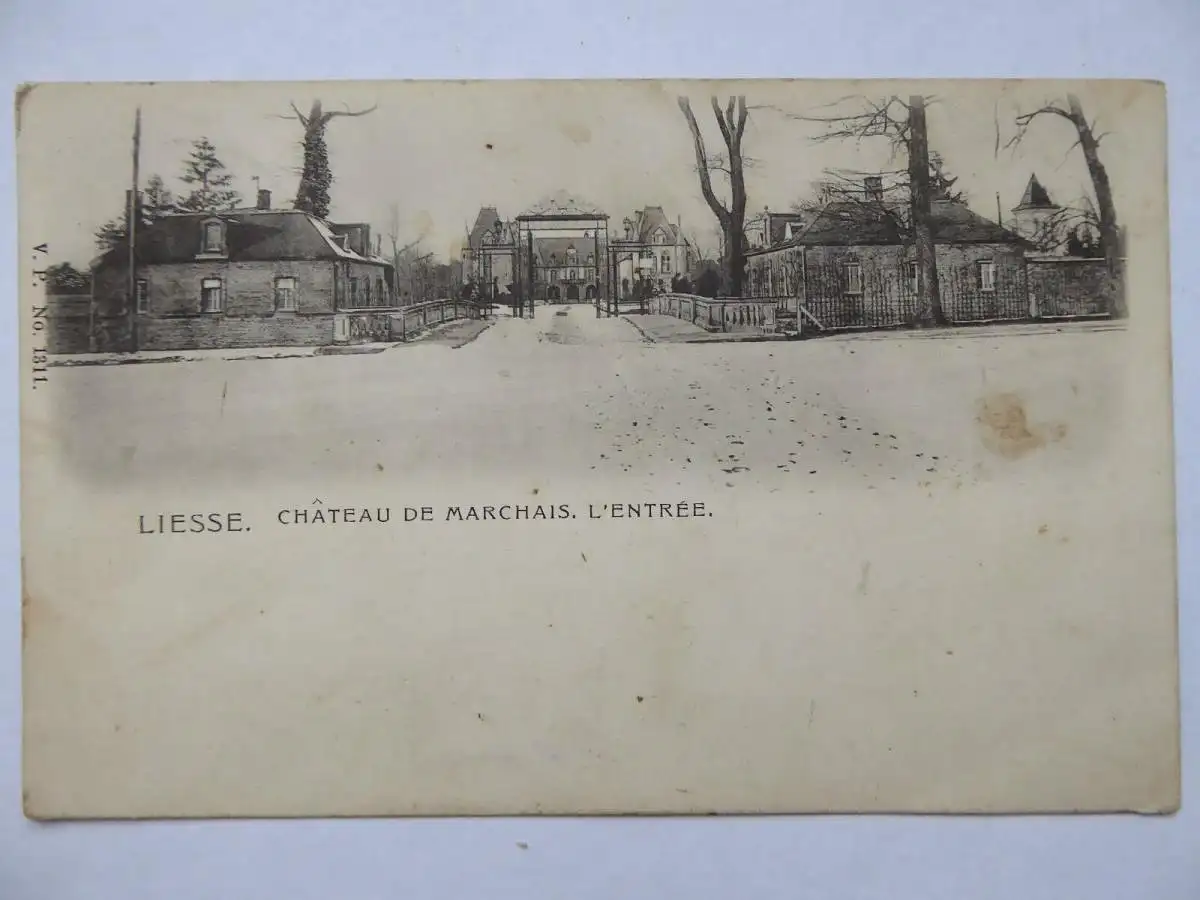 V. P. No. 1311.
LIESSE. CHÂTEAU DE MARCHAIS. L'ENTRÉE.